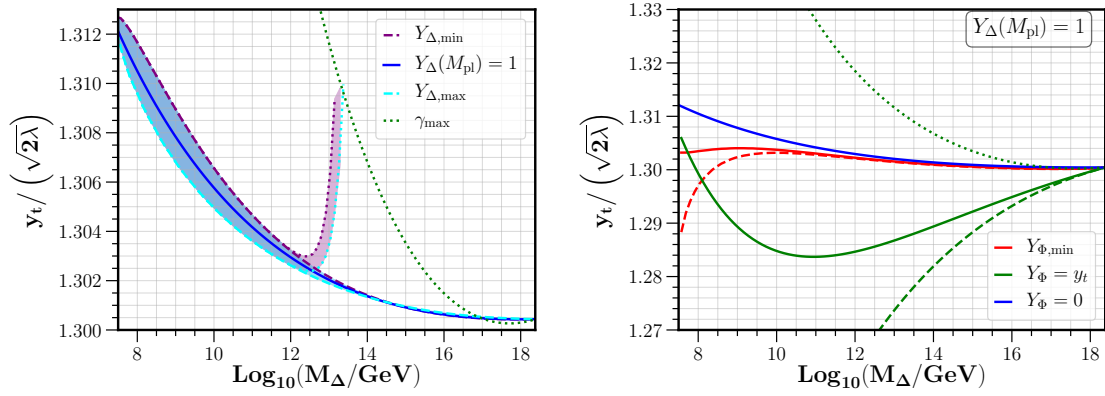 1.312
1.310
1.308
1.306
1.304
1.302
1.300
y_t/(√2λ)
Y_Δ,min
Y_Δ(M_pl) = 1
Y_Δ,max
γ_max
8 10 12 14 16 18
Log_10(M_Δ/GeV)
1.33
1.32
1.31
1.30
1.29
1.28
1.27
y_t/(√2λ)
Y_Δ(M_pl) = 1
Y_Φ,min
Y_Φ = y_t
Y_Φ = 0
8 10 12 14 16 18
Log_10(M_Δ/GeV)